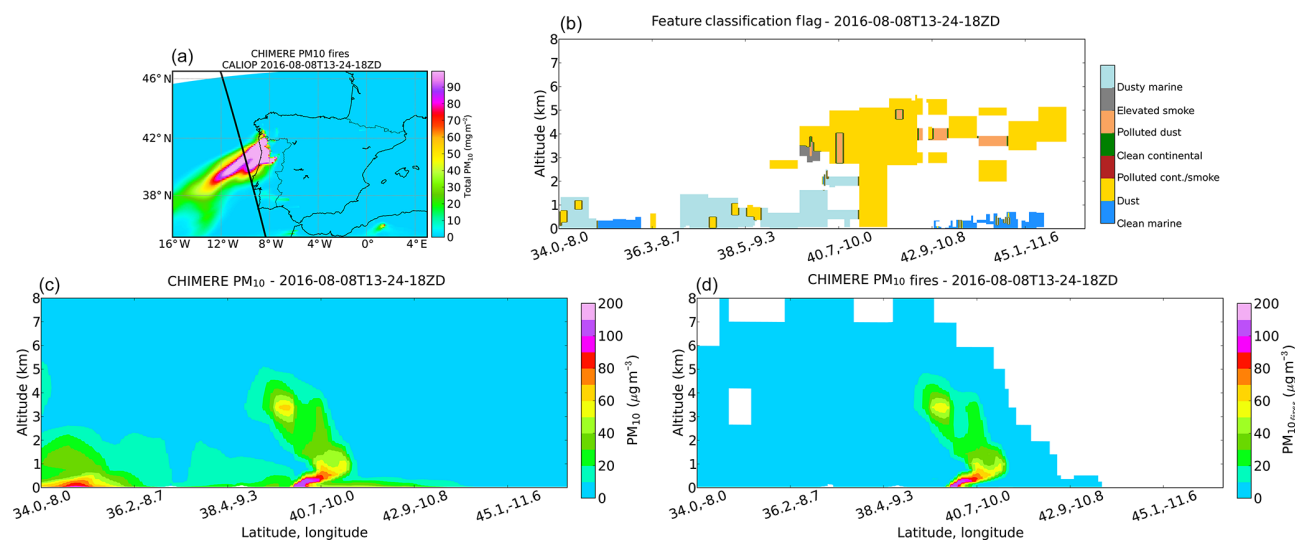 (a)
CHIMERE PM10 fires
CALIOP 2016-08-08T13-24-18ZD
46° N
42° N
38° N
16° W 12° W 8° W 4° W 0° 4° E
90
80
70
60
50
40
30
20
10
0
Total PM10 (mg m−2)
(b)
Feature classification flag - 2016-08-08T13-24-18ZD
8
7
6
5
4
3
2
1
0
Altitude (km)
34.0,-8.0 36.3,-8.7 38.5,-9.3 40.7,-10.0 42.9,-10.8 45.1,-11.6
Dusty marine
Elevated smoke
Polluted dust
Clean continental
Polluted cont./smoke
Dust
Clean marine
(c)
CHIMERE PM10 - 2016-08-08T13-24-18ZD
8
7
6
5
4
3
2
1
0
Altitude (km)
34.0,-8.0 36.2,-8.7 38.4,-9.3 40.7,-10.0 42.9,-10.8 45.1,-11.6
Latitude, longitude
200
100
80
60
40
20
0
PM10 (μg m−3)
(d)
CHIMERE PM10 fires - 2016-08-08T13-24-18ZD
8
7
6
5
4
3
2
1
0
Altitude (km)
34.0,-8.0 36.2,-8.7 38.4,-9.3 40.7,-10.0 42.9,-10.8 45.1,-11.6
Latitude, longitude
200
100
80
60
40
20
0
PM10fires (μg m−3)